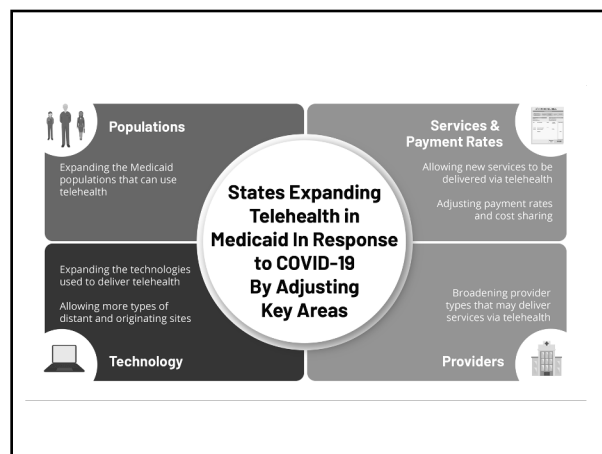 Populations
Expanding the Medicaid
populations that can use
telehealth
Services &
Payment Rates
Allowing new services to be
delivered via telehealth
Adjusting payment rates
and cost sharing
States Expanding
Telehealth in
Medicaid In Response
to COVID-19
By Adjusting
Key Areas
Expanding the technologies
used to deliver telehealth
Allowing more types of
distant and originating sites
Technology
Broadening provider
types that may deliver
services via telehealth
Providers